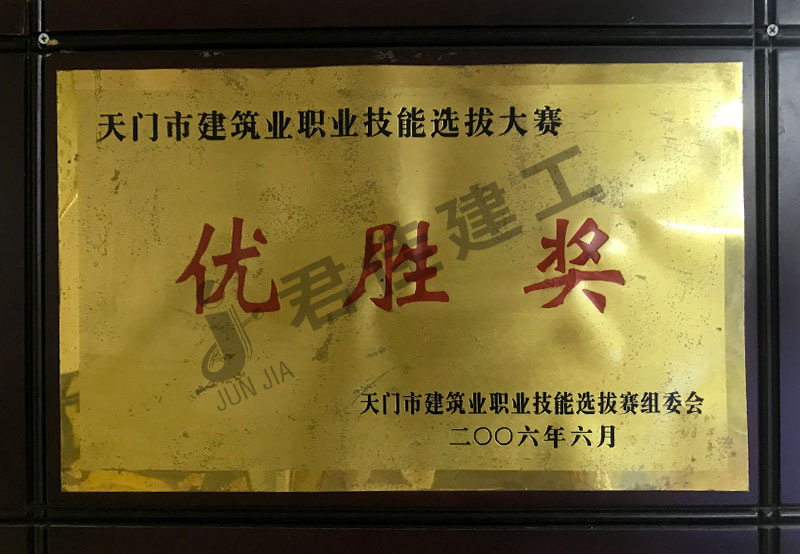 天门市建筑业职业技能选拔大赛
优胜奖
君佳建工
JUN JIA
天门市建筑业职业技能选拔赛组委会
二〇〇六年六月